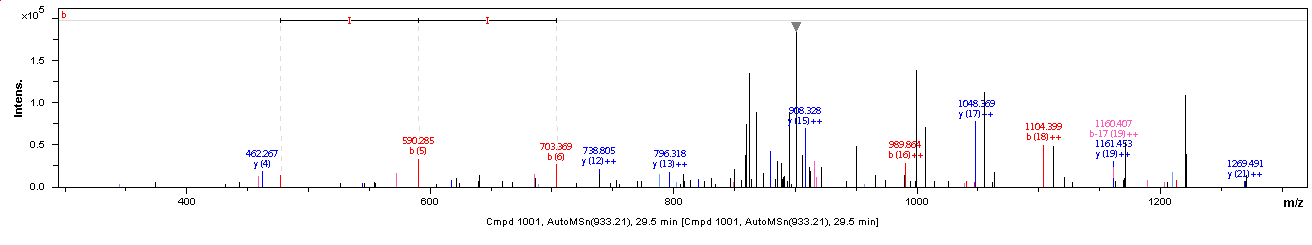 ×10⁵
b
I I
1.5
1.0
0.5
0.0
Intens.
462.267
y (4)
590.285
b (5)
703.369
b (6)
738.805
y (12)++
796.318
y (13)++
908.328
y (15)++
989.864
b (16)++
1048.369
y (17)++
1104.399
b (18)++
1160.407
b-17 (19)++
1161.453
y (19)++
1269.491
y (21)++
400 600 800 1000 1200 m/z
Cmpd 1001, AutoMSn(933.21), 29.5 min [Cmpd 1001, AutoMSn(933.21), 29.5 min]